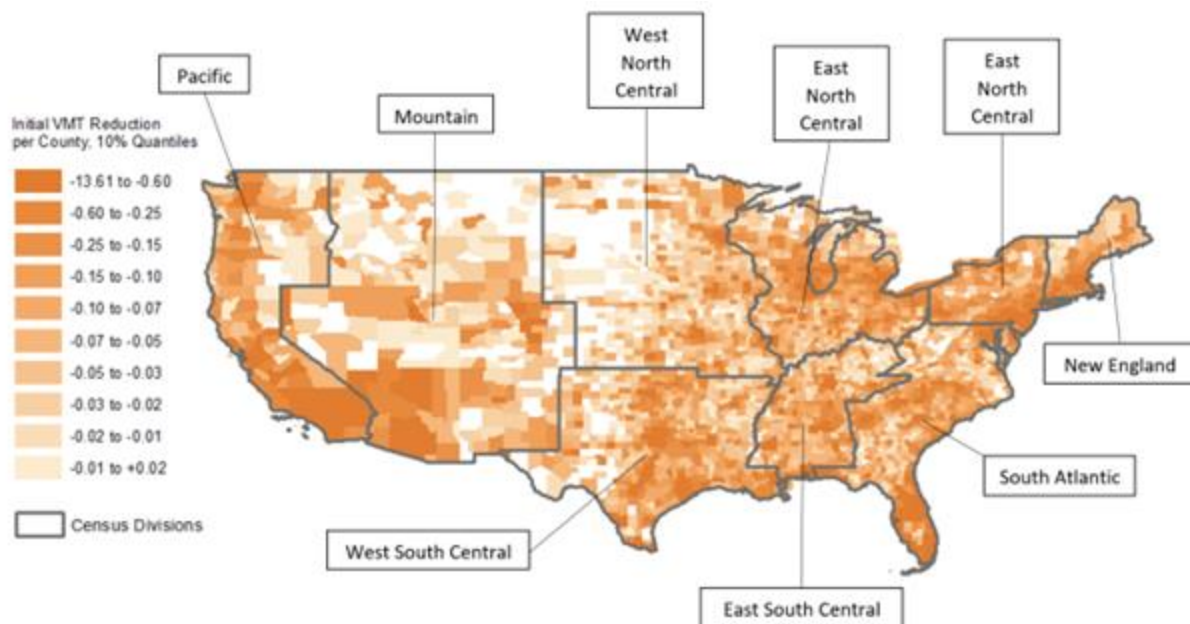 West
North
Central
East
North
Central
East
North
Central
Pacific
Mountain
Initial VMT Reduction
per County, 10% Quantiles
-13.61 to -0.60
-0.60 to -0.25
-0.25 to -0.15
-0.15 to -0.10
-0.10 to -0.07
-0.07 to -0.05
-0.05 to -0.03
-0.03 to -0.02
-0.02 to -0.01
-0.01 to +0.02
Census Divisions
New England
South Atlantic
West South Central
East South Central